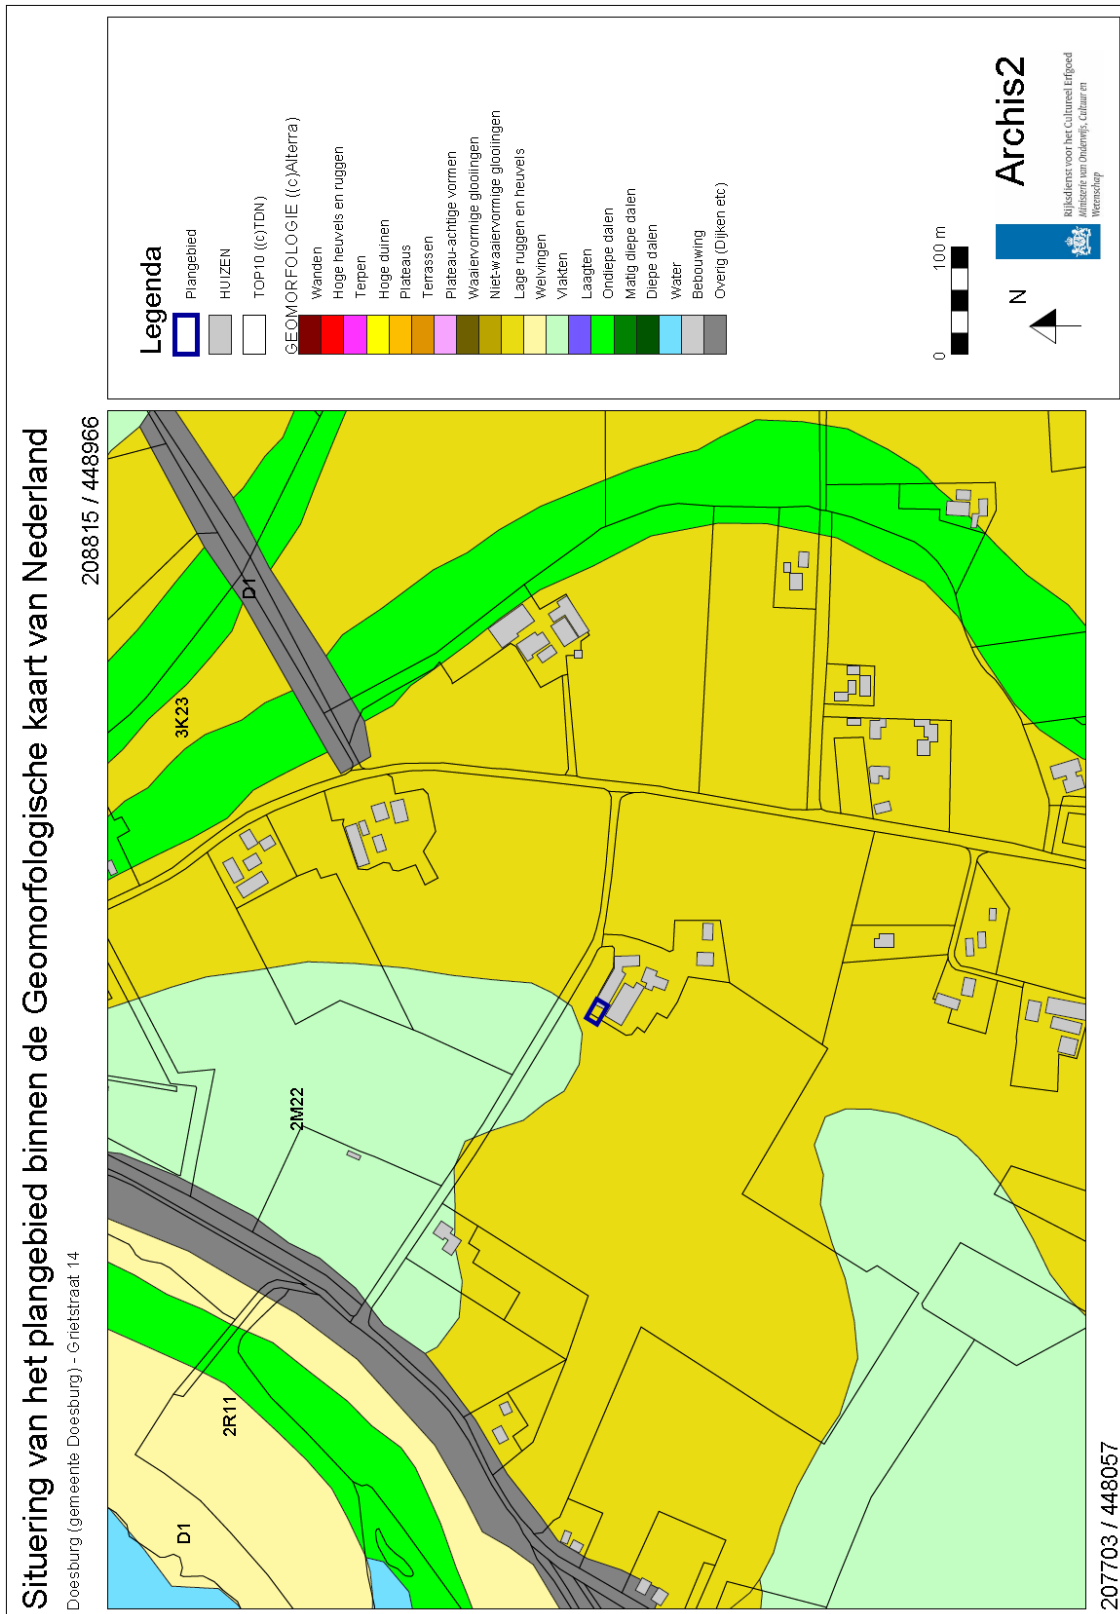 Situering van het plangebied binnen de Geomorfologische kaart van Nederland
Doesburg (gemeente Doesburg) - Grietstraat 14
208815 / 448966
D1
3K23
2M22
2R11
D1
207703 / 448057
Legenda
Plangebied
HUIZEN
TOP10 ((c)TDN)
GEOMORFOLOGIE ((c)Alterra)
Wanden
Hoge heuvels en ruggen
Terpen
Hoge duinen
Plateaus
Terrassen
Plateau-achtige vormen
Waaiervormige glooiingen
Niet-waaiervormige glooiingen
Lage ruggen en heuvels
Welvingen
Vlakten
Laagten
Ondiepe dalen
Matig diepe dalen
Diepe dalen
Water
Bebouwing
Overig (Dijken etc)
0 100 m
N
Archis2
Rijksdienst voor het Cultureel Erfgoed
Ministerie van Onderwijs, Cultuur en
Wetenschap